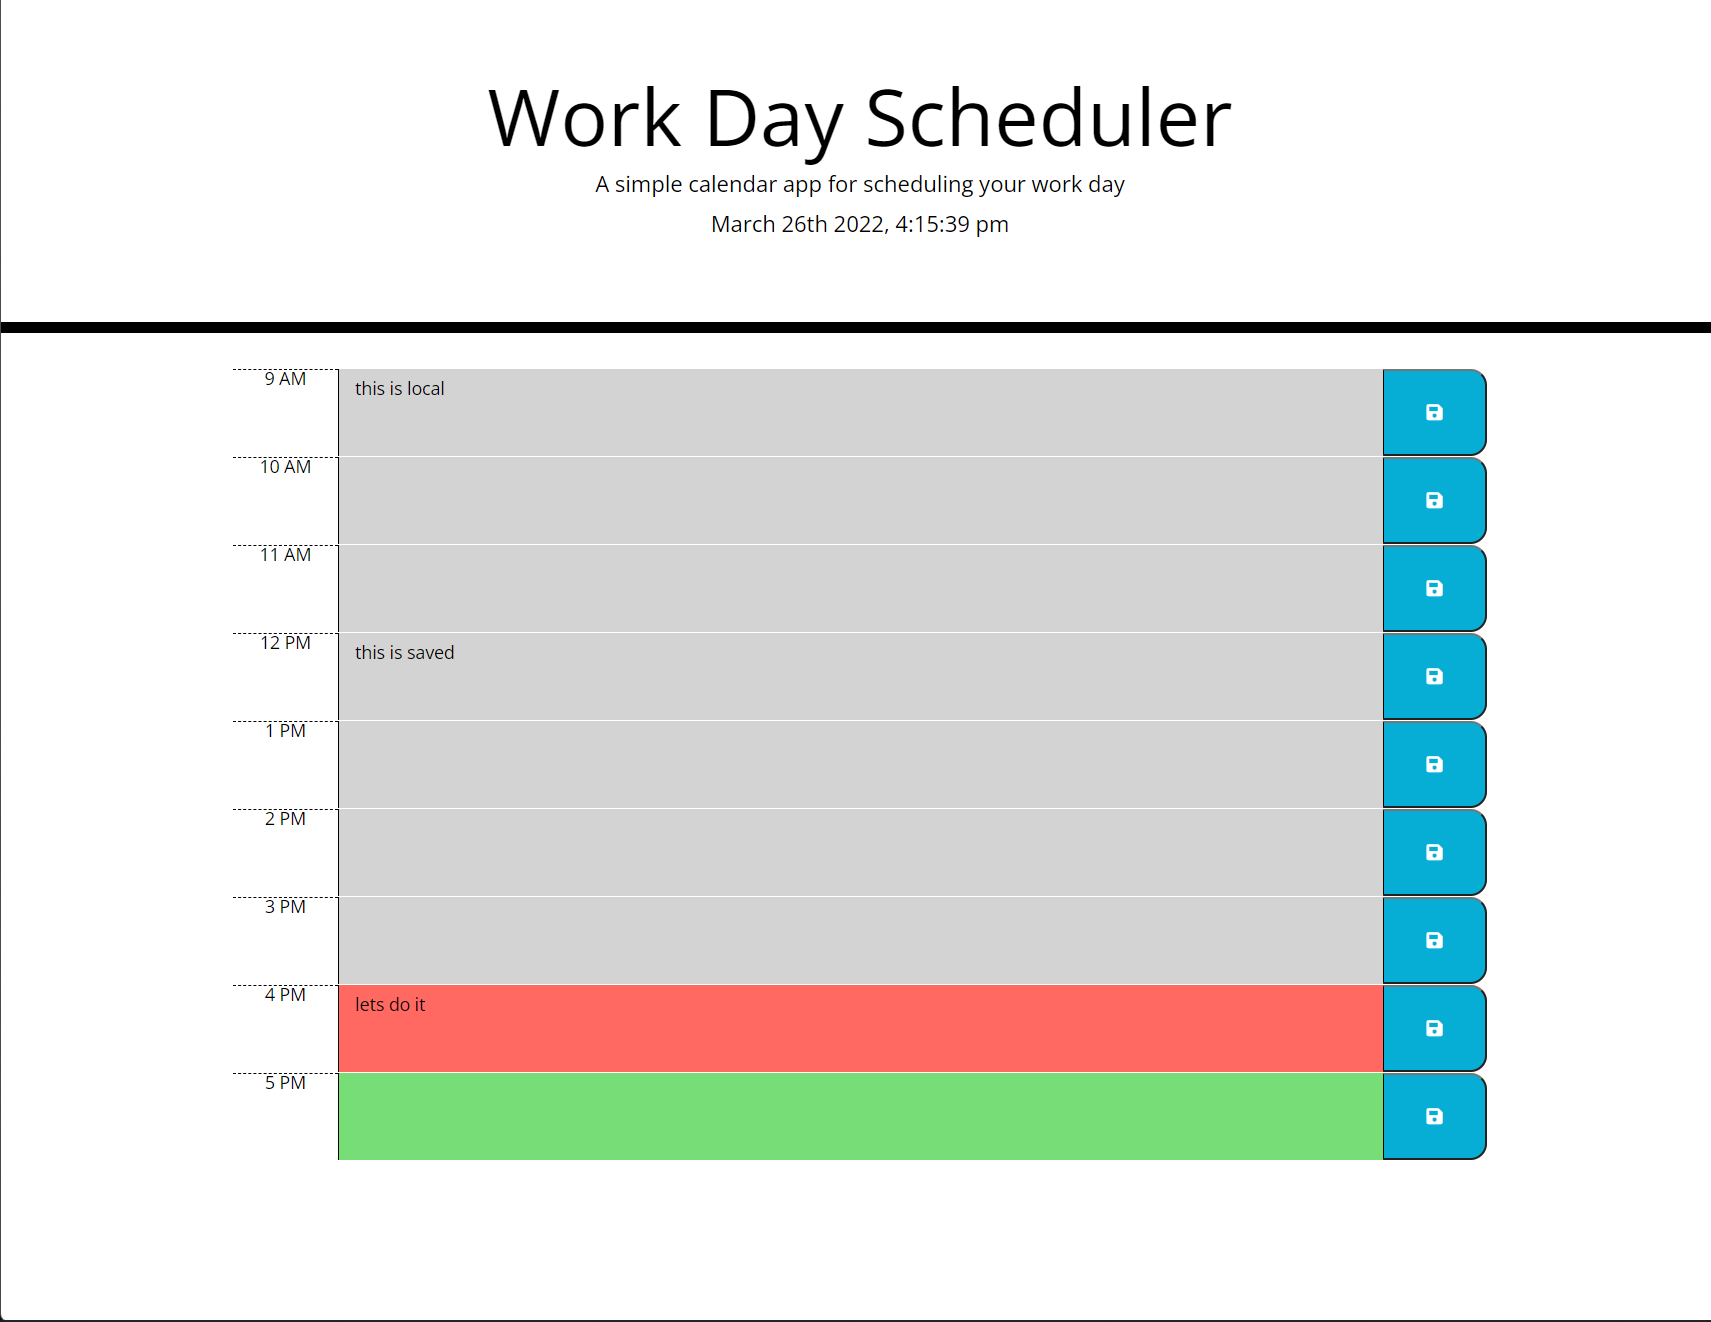 Work Day Scheduler
A simple calendar app for scheduling your work day
March 26th 2022, 4:15:39 pm
9 AM
this is local
10 AM
11 AM
12 PM
this is saved
1 PM
2 PM
3 PM
4 PM
lets do it
5 PM